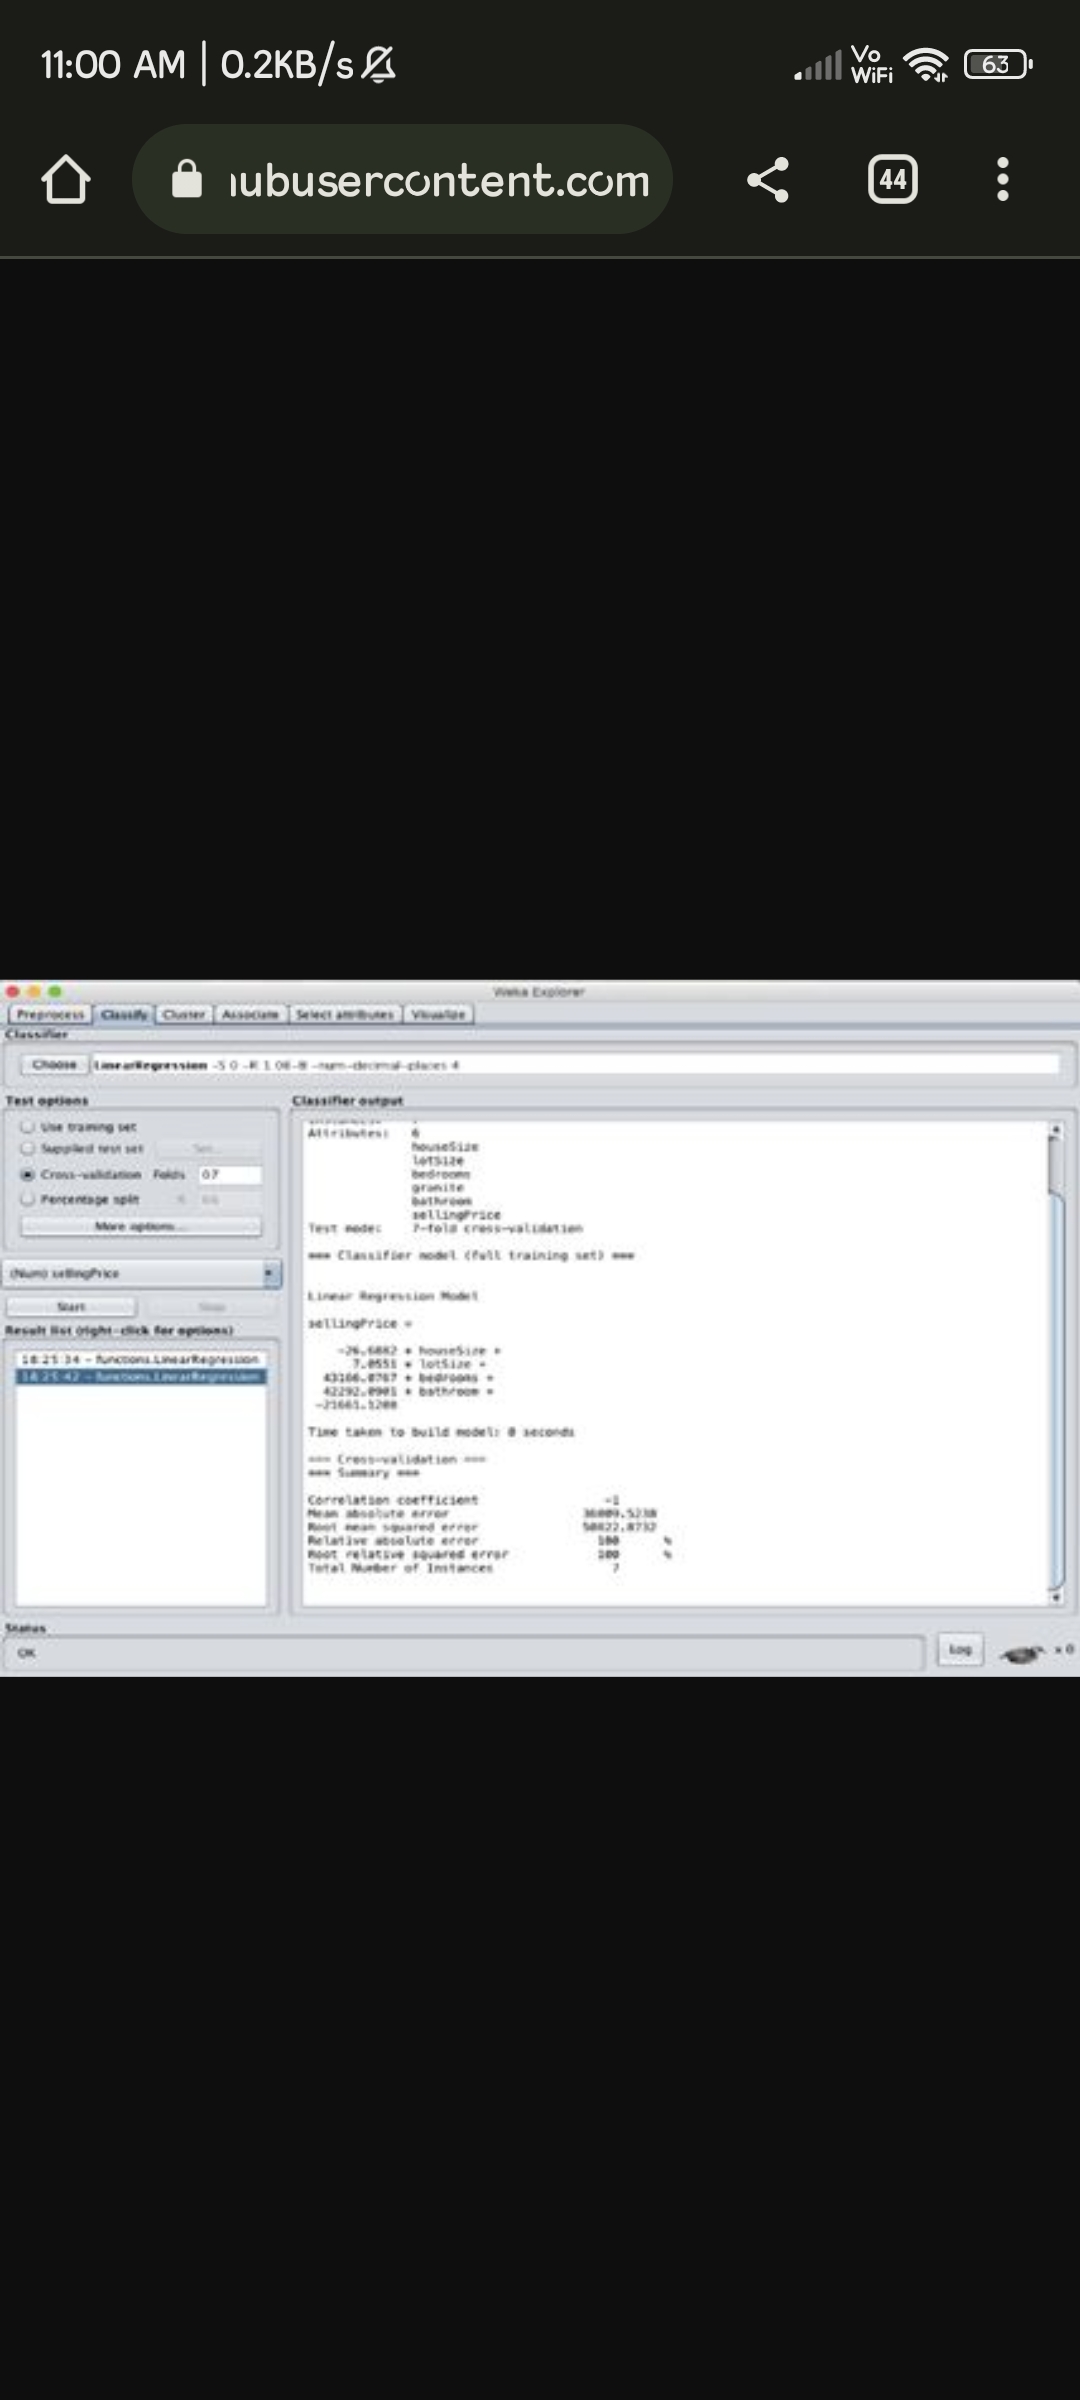 11:00 AM | 0.2KB/s
Vo WiFi 63
ubusercontent.com
44
Weka Explorer
Preprocess Classify Cluster Associate Select attributes Visualize
Classifier
Choose LinearRegression -S 0 -R 1.0E-8 -num-decimal-places 4
Test options
Use training set
Supplied test set Set...
Cross-validation Folds 07
Percentage split %
More options...
(Num) sellingPrice
Start Stop
Result list (right-click for options)
18:25:34 - functions.LinearRegression
18:25:42 - functions.LinearRegression
Classifier output
Attributes: 6
houseSize
lotSize
bedrooms
granite
bathroom
sellingPrice
Test mode: 7-fold cross-validation
=== Classifier model (full training set) ===
Linear Regression Model
sellingPrice =
-26.6882 * houseSize +
7.0551 * lotSize +
43166.0767 * bedrooms +
42292.0901 * bathroom +
-21661.1208
Time taken to build model: 0 seconds
=== Cross-validation ===
=== Summary ===
Correlation coefficient -1
Mean absolute error 36009.5238
Root mean squared error 50822.8732
Relative absolute error 100 %
Root relative squared error 100 %
Total Number of Instances 7
Status
OK
Log
x 0